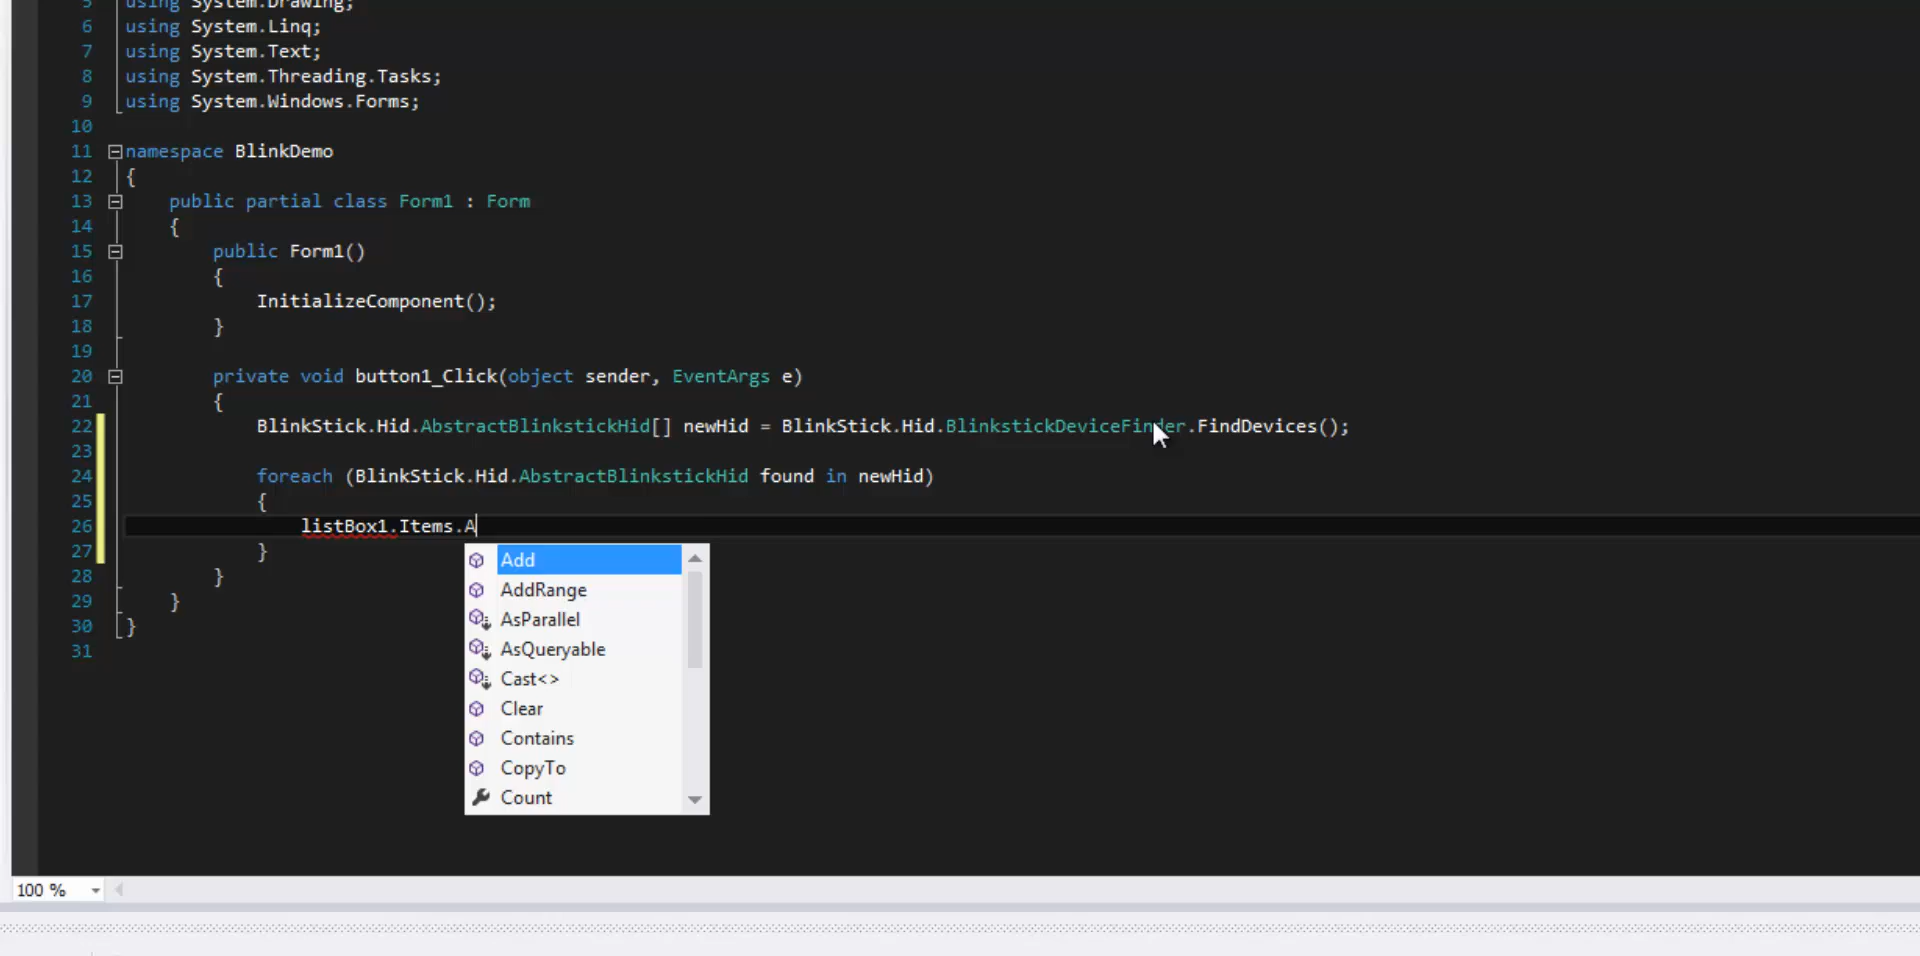 5 using System.Drawing;
6 using System.Linq;
7 using System.Text;
8 using System.Threading.Tasks;
9 using System.Windows.Forms;
10
11 namespace BlinkDemo
12 {
13 public partial class Form1 : Form
14 {
15 public Form1()
16 {
17 InitializeComponent();
18 }
19
20 private void button1_Click(object sender, EventArgs e)
21 {
22 BlinkStick.Hid.AbstractBlinkstickHid[] newHid = BlinkStick.Hid.BlinkstickDeviceFinder.FindDevices();
23
24 foreach (BlinkStick.Hid.AbstractBlinkstickHid found in newHid)
25 {
26 listBox1.Items.A
27 }
28 }
29 }
30 }
31
Add
AddRange
AsParallel
AsQueryable
Cast<>
Clear
Contains
CopyTo
Count
100 %